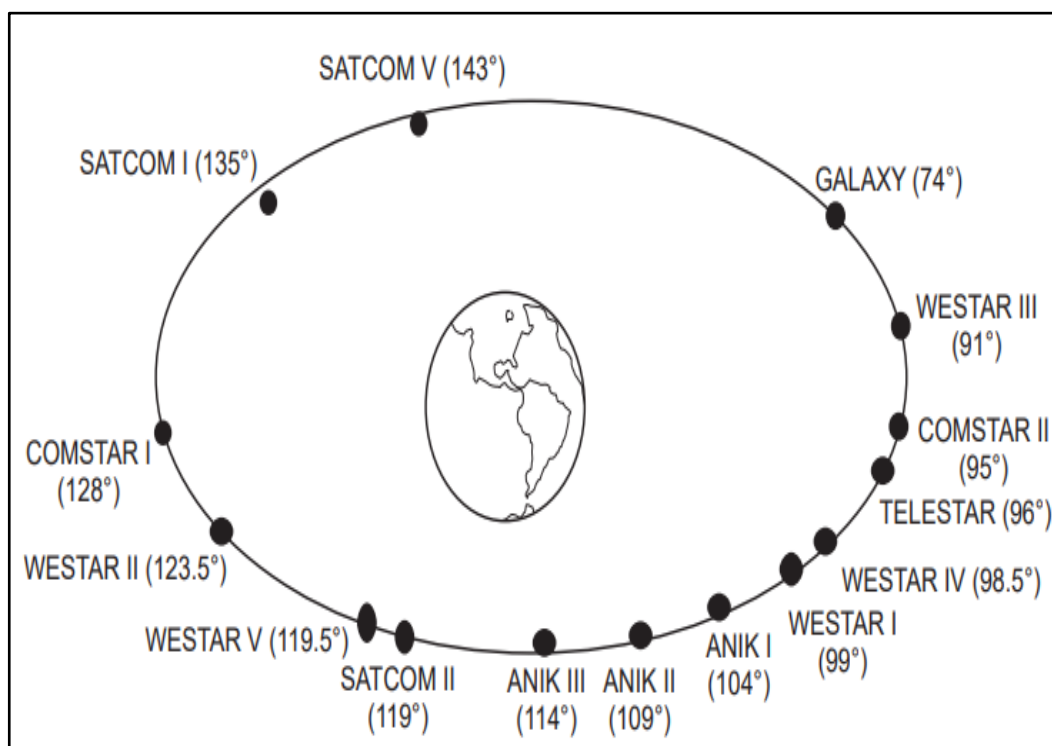 SATCOM V (143°)
SATCOM I (135°)
GALAXY (74°)
WESTAR III
(91°)
COMSTAR I
(128°)
COMSTAR II
(95°)
TELESTAR (96°)
WESTAR II (123.5°)
WESTAR IV (98.5°)
WESTAR V (119.5°)
WESTAR I
(99°)
SATCOM II
(119°)
ANIK III
(114°)
ANIK II
(109°)
ANIK I
(104°)